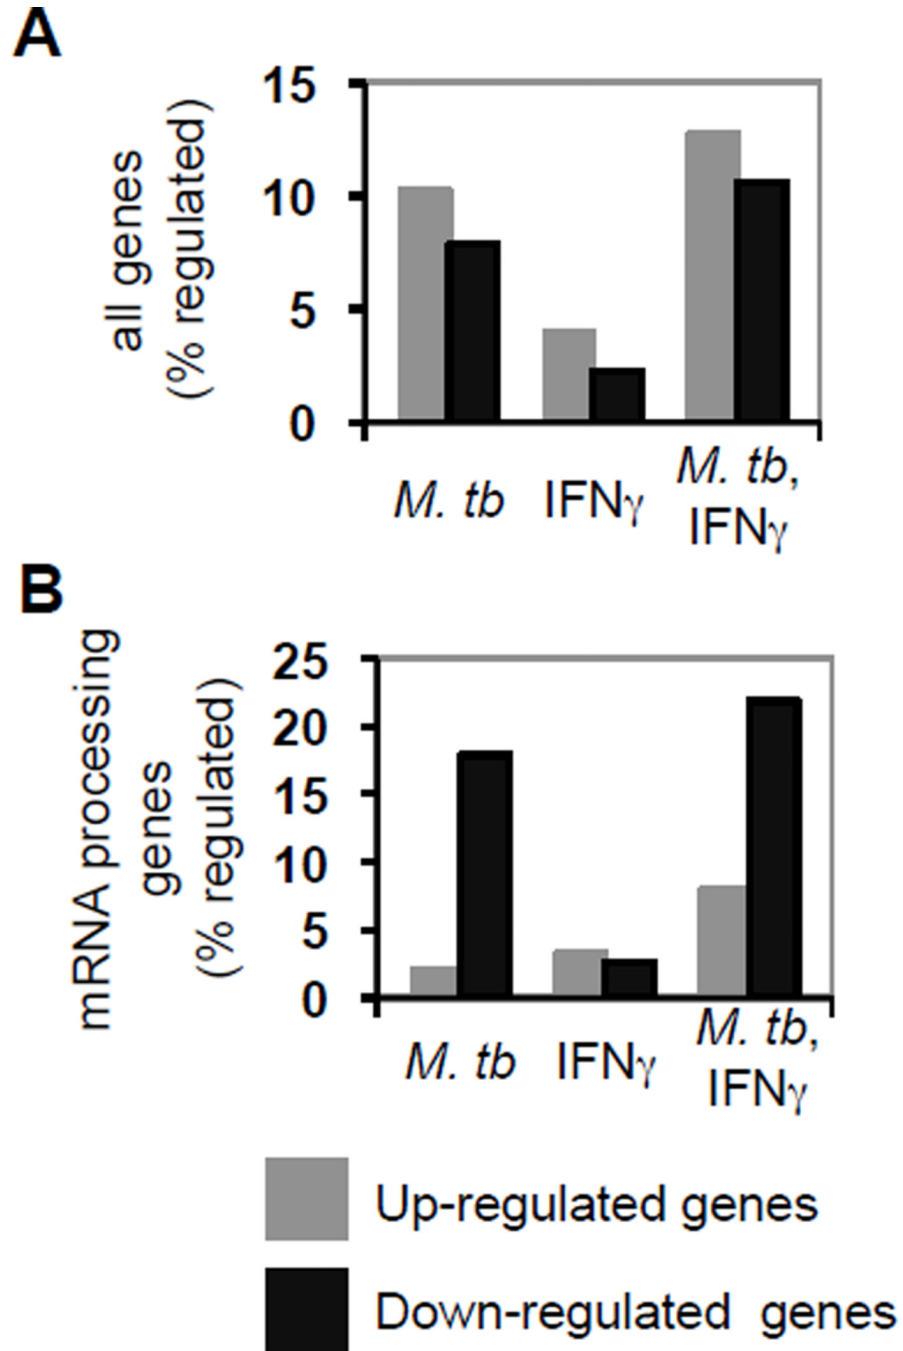 A
all genes
(% regulated)
15
10
5
0
M. tb
IFNγ
M. tb,
IFNγ
B
mRNA processing
genes
(% regulated)
25
20
15
10
5
0
M. tb
IFNγ
M. tb,
IFNγ
Up-regulated genes
Down-regulated genes